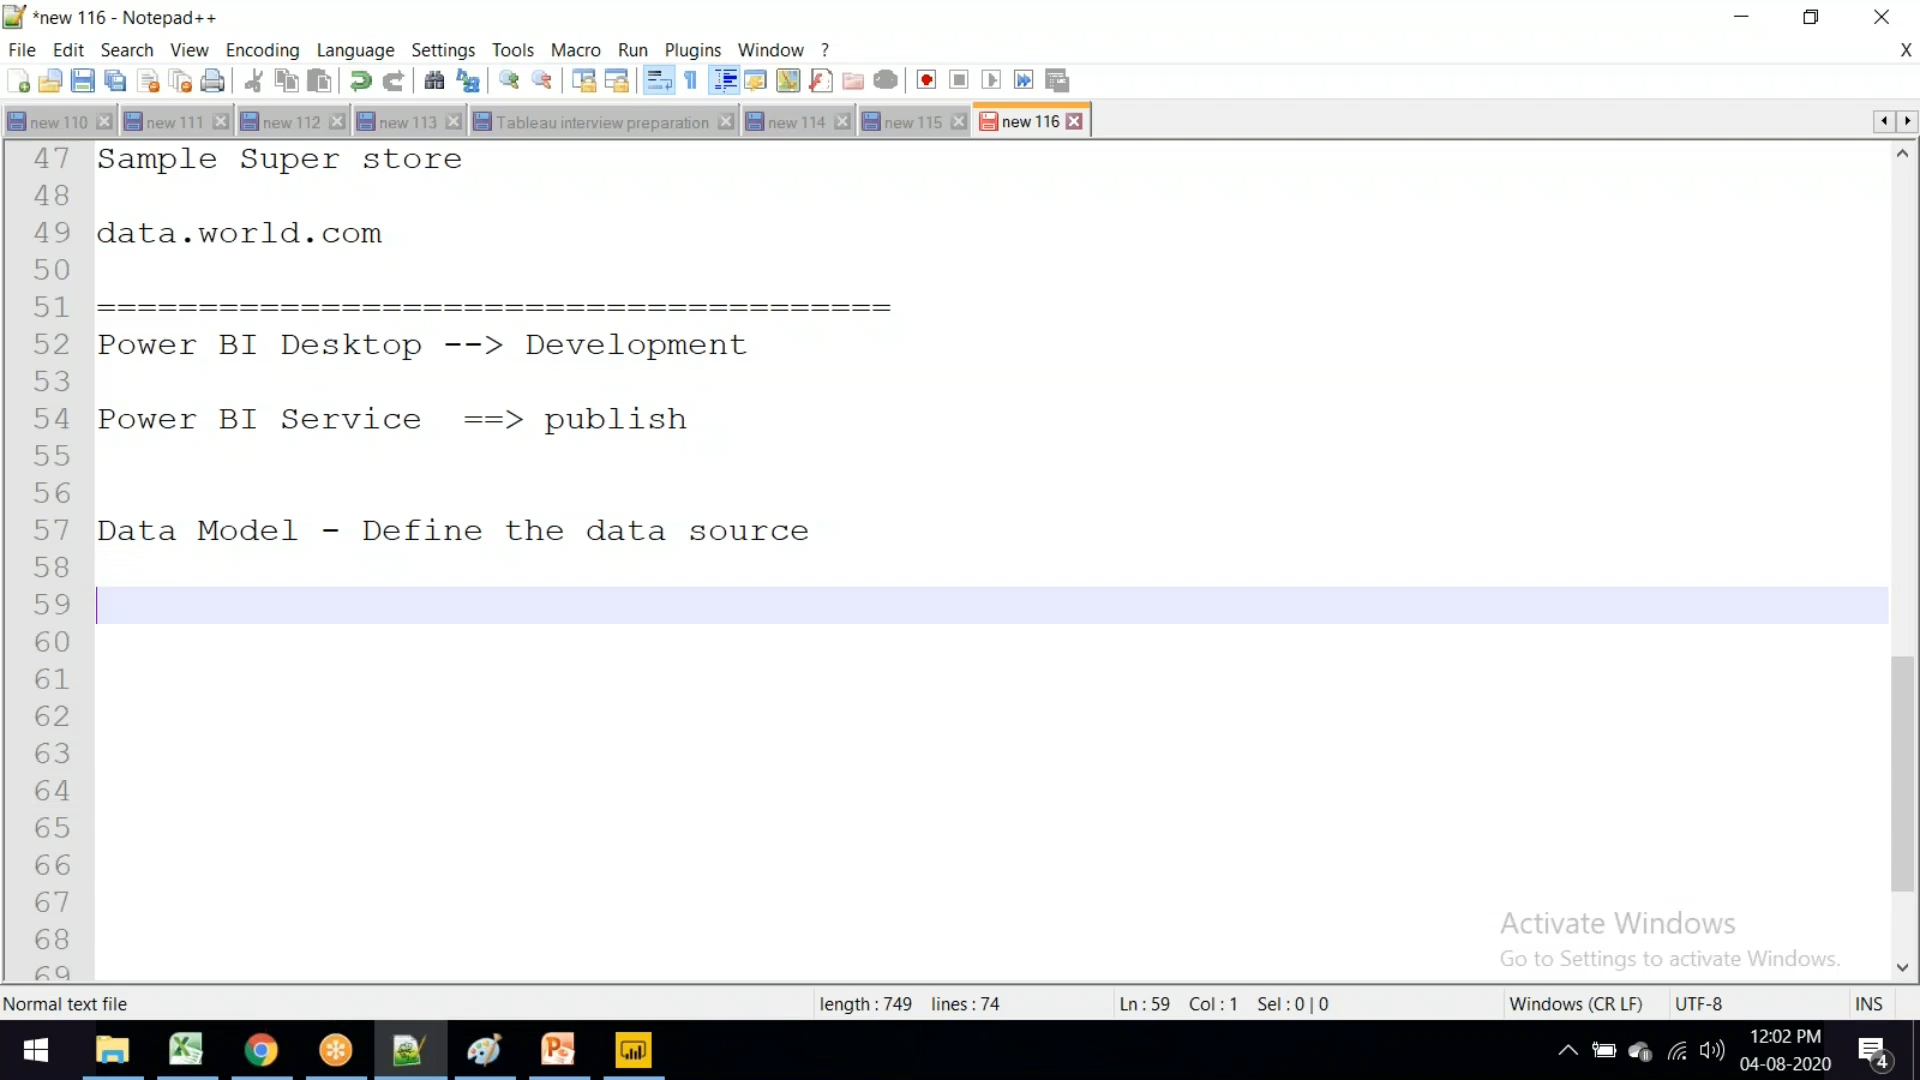 *new 116 - Notepad++
File Edit Search View Encoding Language Settings Tools Macro Run Plugins Window ? X
new 110 new 111 new 112 new 113 Tableau interview preparation new 114 new 115 new 116
47 Sample Super store
48
49 data.world.com
50
51 =======================================
52 Power BI Desktop --> Development
53
54 Power BI Service ==> publish
55
56
57 Data Model - Define the data source
58
59
60
61
62
63
64
65
66
67
68
69
Activate Windows
Go to Settings to activate Windows.
Normal text file length : 749 lines : 74 Ln : 59 Col : 1 Sel : 0 | 0 Windows (CR LF) UTF-8 INS
12:02 PM
04-08-2020
4